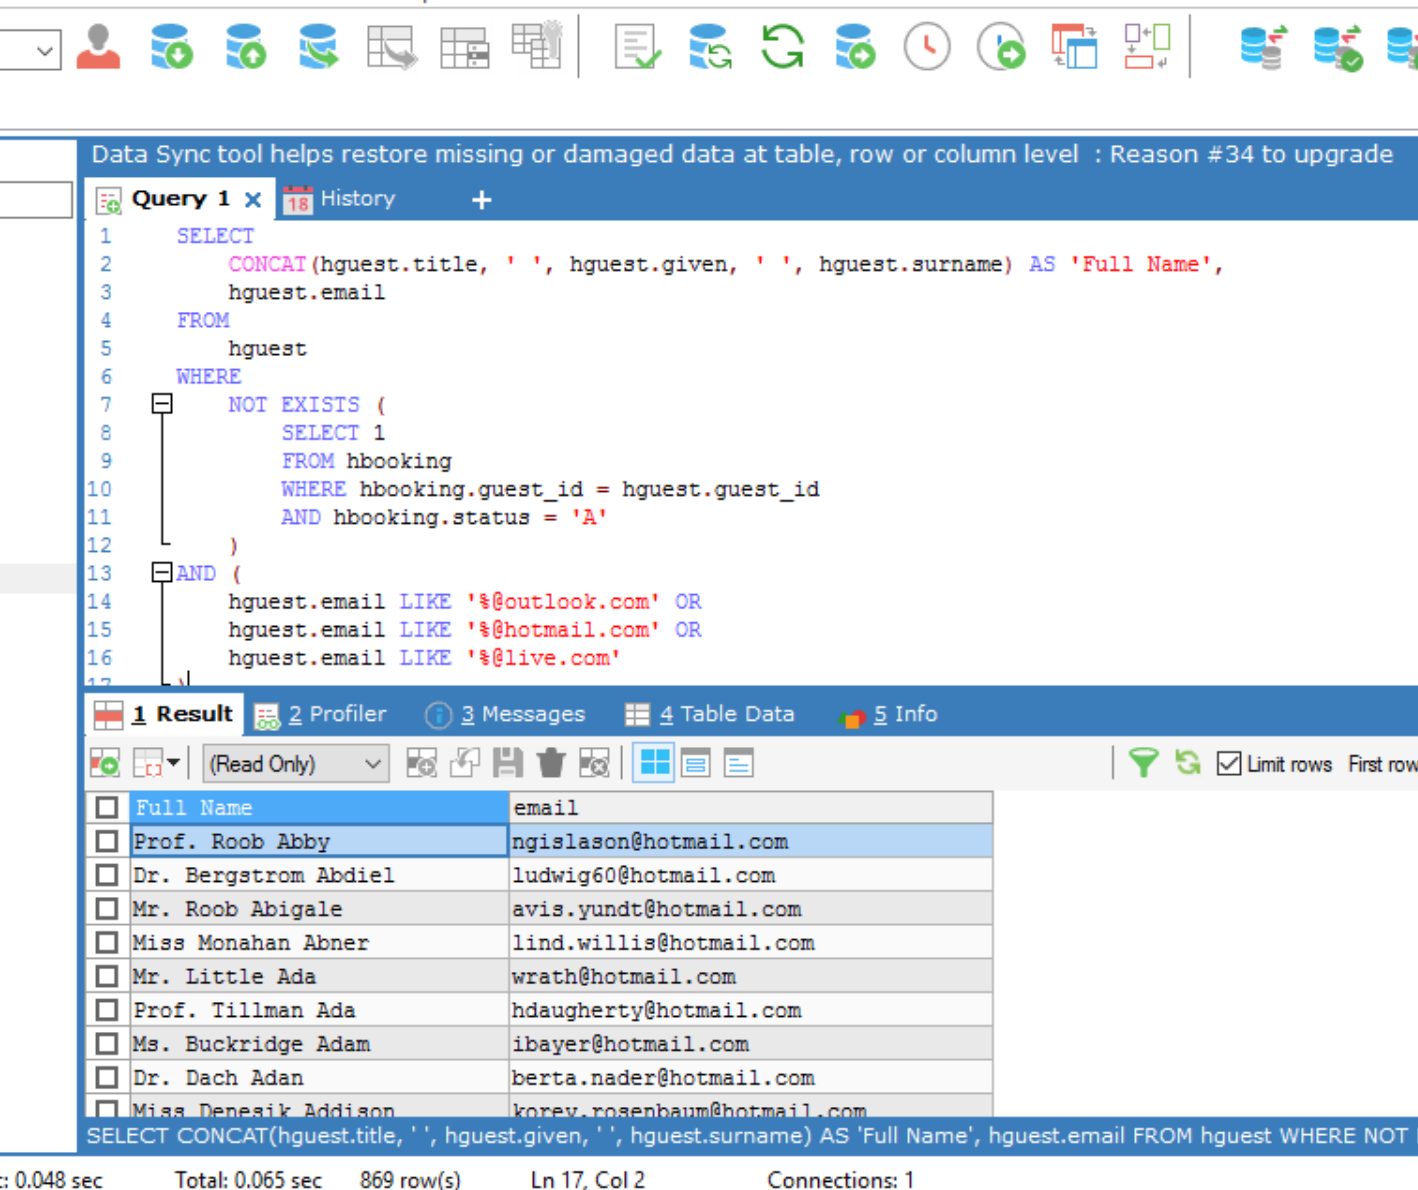 Data Sync tool helps restore missing or damaged data at table, row or column level : Reason #34 to upgrade
Query 1 18 History +
1 SELECT
2 CONCAT(hguest.title, ' ', hguest.given, ' ', hguest.surname) AS 'Full Name',
3 hguest.email
4 FROM
5 hguest
6 WHERE
7 NOT EXISTS (
8 SELECT 1
9 FROM hbooking
10 WHERE hbooking.guest_id = hguest.guest_id
11 AND hbooking.status = 'A'
12 )
13 AND (
14 hguest.email LIKE '%@outlook.com' OR
15 hguest.email LIKE '%@hotmail.com' OR
16 hguest.email LIKE '%@live.com'
17 )
1 Result 2 Profiler 3 Messages 4 Table Data 5 Info
(Read Only) Limit rows First row
Full Name email
Prof. Roob Abby ngislason@hotmail.com
Dr. Bergstrom Abdiel ludwig60@hotmail.com
Mr. Roob Abigale avis.yundt@hotmail.com
Miss Monahan Abner lind.willis@hotmail.com
Mr. Little Ada wrath@hotmail.com
Prof. Tillman Ada hdaugherty@hotmail.com
Ms. Buckridge Adam ibayer@hotmail.com
Dr. Dach Adan berta.nader@hotmail.com
Miss Denesik Addison korey.rosenbaum@hotmail.com
SELECT CONCAT(hguest.title, ' ', hguest.given, ' ', hguest.surname) AS 'Full Name', hguest.email FROM hguest WHERE NOT
: 0.048 sec Total: 0.065 sec 869 row(s) Ln 17, Col 2 Connections: 1